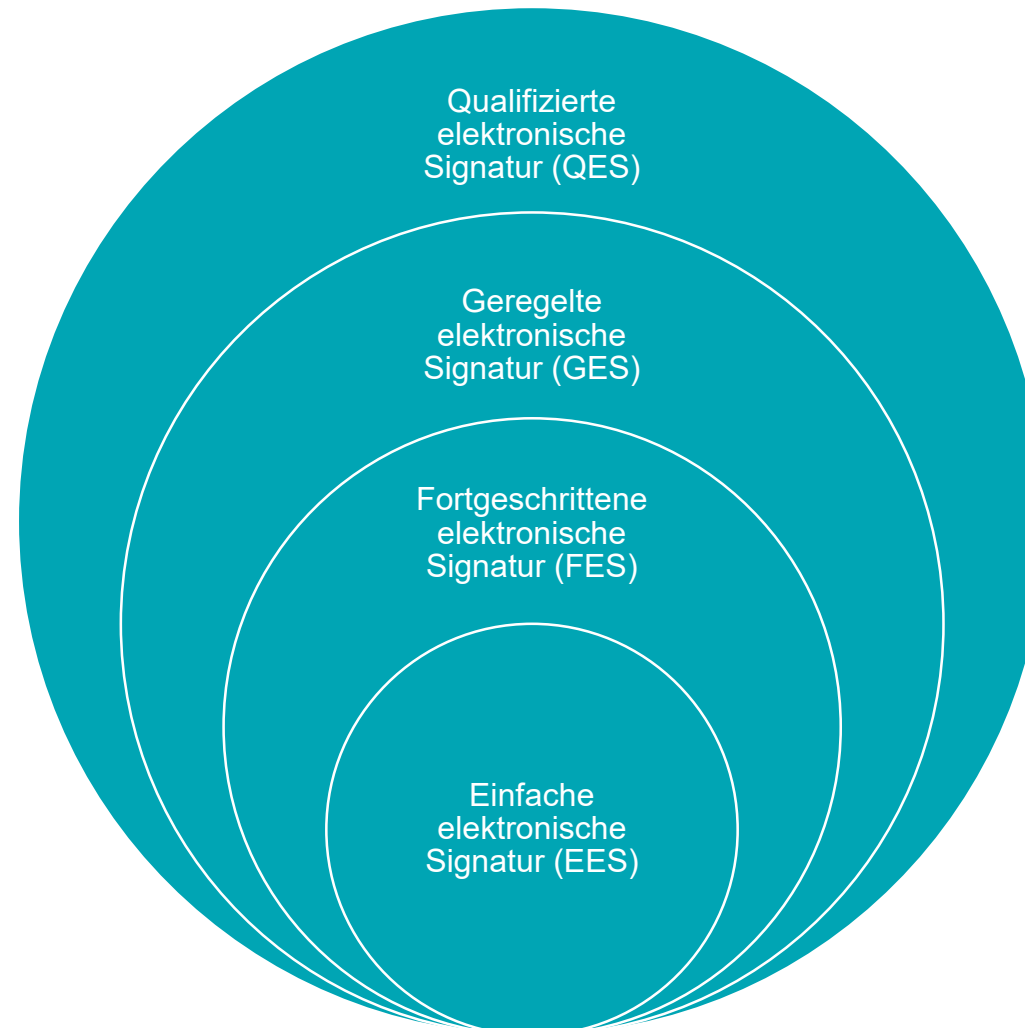 Qualifizierte
elektronische
Signatur (QES)
Geregelte
elektronische
Signatur (GES)
Fortgeschrittene
elektronische
Signatur (FES)
Einfache
elektronische
Signatur (EES)